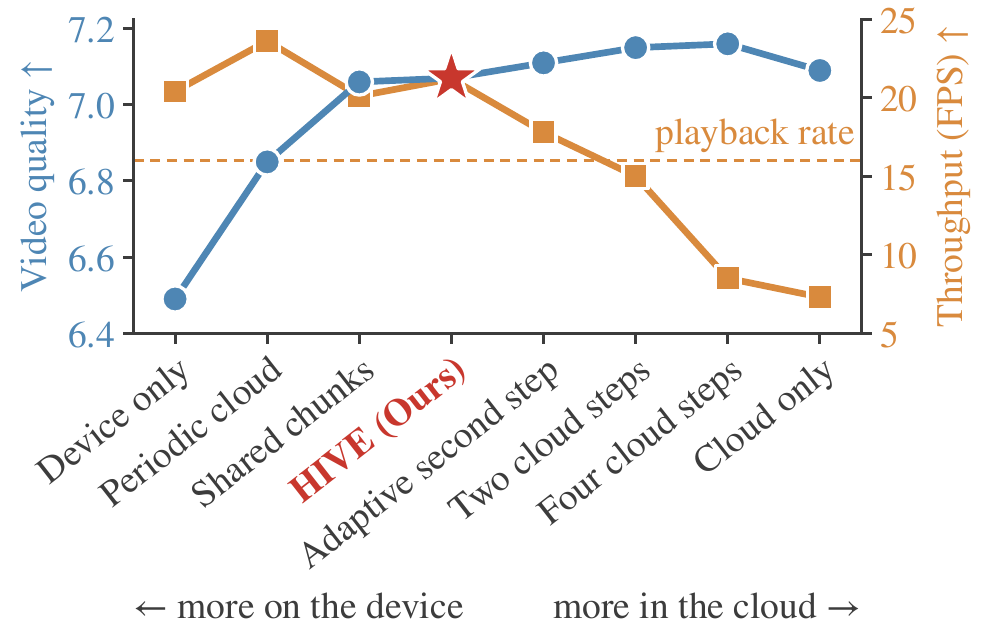 Video quality ↑
7.2
7.0
6.8
6.6
6.4
25
20
15
10
5
Throughput (FPS) ↑
playback rate
Device only
Periodic cloud
Shared chunks
HIVE (Ours)
Adaptive second step
Two cloud steps
Four cloud steps
Cloud only
← more on the device
more in the cloud →